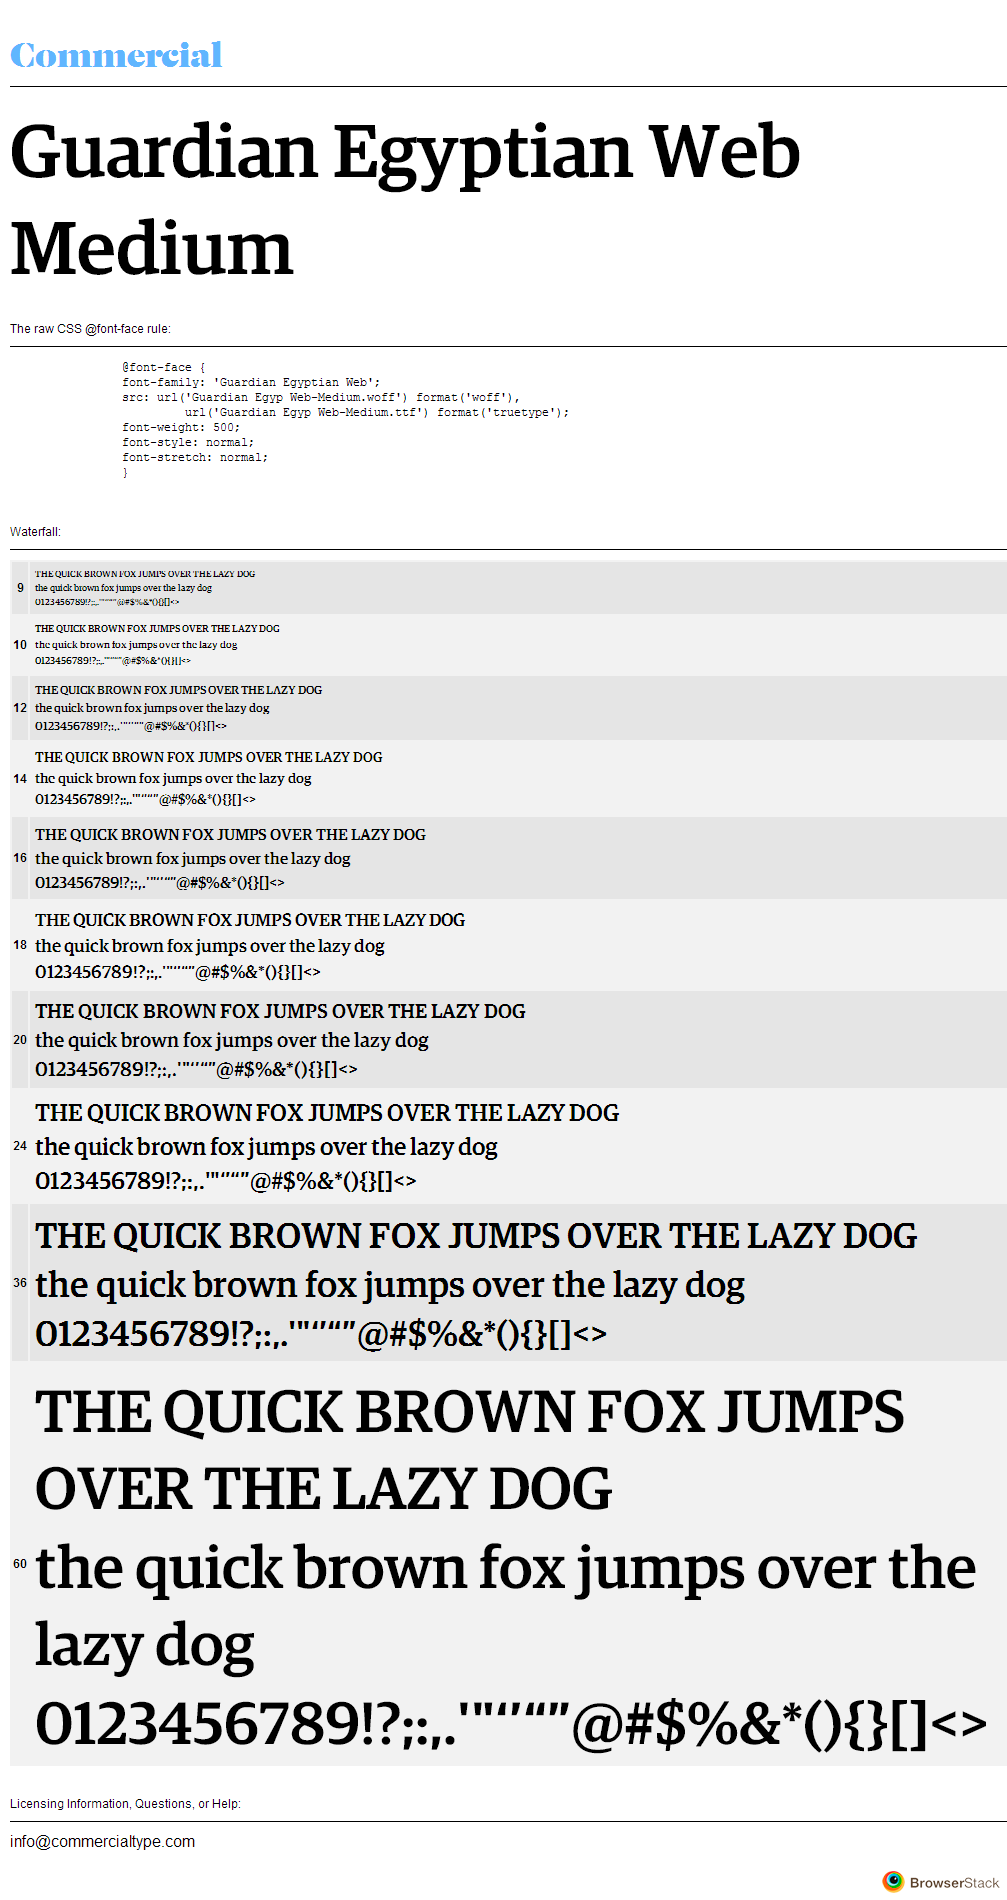 Commercial
Guardian Egyptian Web
Medium
The raw CSS @font-face rule:
@font-face {
font-family: 'Guardian Egyptian Web';
src: url('Guardian Egyp Web-Medium.woff') format('woff'),
url('Guardian Egyp Web-Medium.ttf') format('truetype');
font-weight: 500;
font-style: normal;
font-stretch: normal;
}
Waterfall:
THE QUICK BROWN FOX JUMPS OVER THE LAZY DOG
9 the quick brown fox jumps over the lazy dog
0123456789!?;:,.'"‘’“”@#$%&*(){}[]<>
THE QUICK BROWN FOX JUMPS OVER THE LAZY DOG
10 the quick brown fox jumps over the lazy dog
0123456789!?;:,.'"‘’“”@#$%&*(){}[]<>
THE QUICK BROWN FOX JUMPS OVER THE LAZY DOG
12 the quick brown fox jumps over the lazy dog
0123456789!?;:,.'"‘’“”@#$%&*(){}[]<>
THE QUICK BROWN FOX JUMPS OVER THE LAZY DOG
14 the quick brown fox jumps over the lazy dog
0123456789!?;:,.'"‘’“”@#$%&*(){}[]<>
THE QUICK BROWN FOX JUMPS OVER THE LAZY DOG
16 the quick brown fox jumps over the lazy dog
0123456789!?;:,.'"‘’“”@#$%&*(){}[]<>
THE QUICK BROWN FOX JUMPS OVER THE LAZY DOG
18 the quick brown fox jumps over the lazy dog
0123456789!?;:,.'"‘’“”@#$%&*(){}[]<>
THE QUICK BROWN FOX JUMPS OVER THE LAZY DOG
20 the quick brown fox jumps over the lazy dog
0123456789!?;:,.'"‘’“”@#$%&*(){}[]<>
THE QUICK BROWN FOX JUMPS OVER THE LAZY DOG
24 the quick brown fox jumps over the lazy dog
0123456789!?;:,.'"‘’“”@#$%&*(){}[]<>
THE QUICK BROWN FOX JUMPS OVER THE LAZY DOG
36 the quick brown fox jumps over the lazy dog
0123456789!?;:,.'"‘’“”@#$%&*(){}[]<>
THE QUICK BROWN FOX JUMPS
OVER THE LAZY DOG
60 the quick brown fox jumps over the
lazy dog
0123456789!?;:,.'"‘’“”@#$%&*(){}[]<>
Licensing Information, Questions, or Help:
info@commercialtype.com
BrowserStack